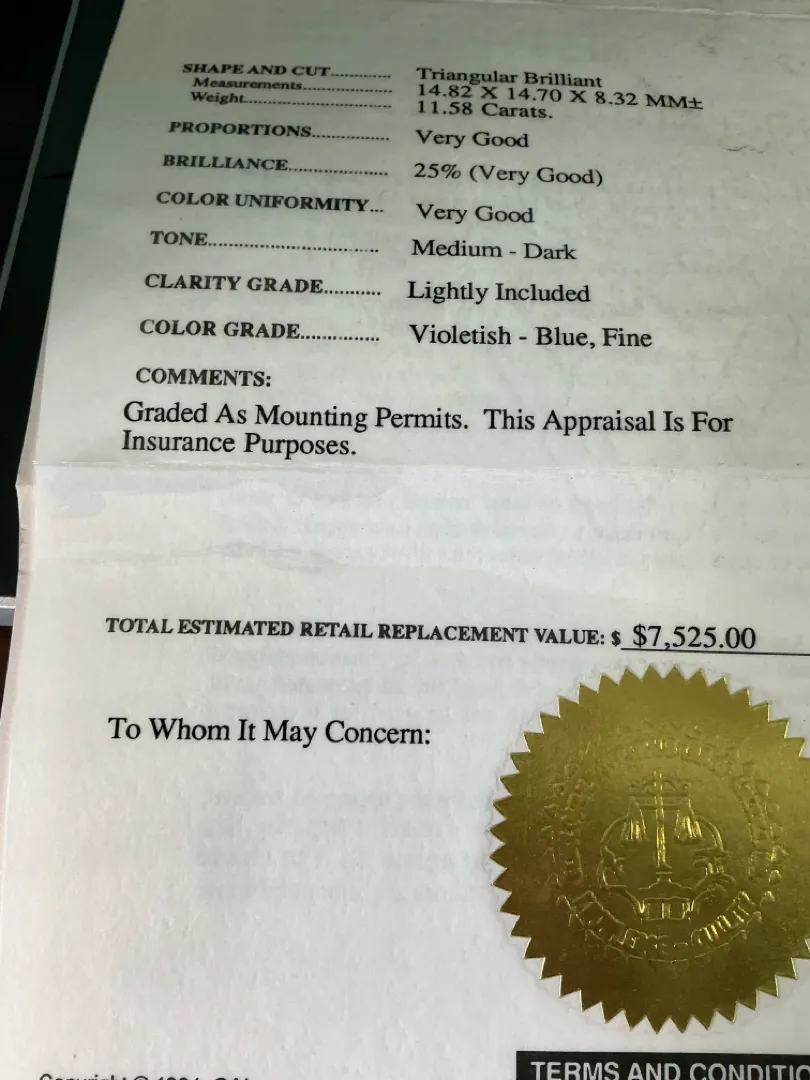 SHAPE AND CUT............ Triangular Brilliant
Measurements.................... 14.82 X 14.70 X 8.32 MM±
Weight................................. 11.58 Carats.
PROPORTIONS................ Very Good
BRILLIANCE..................... 25% (Very Good)
COLOR UNIFORMITY... Very Good
TONE.................................... Medium - Dark
CLARITY GRADE........... Lightly Included
COLOR GRADE............... Violetish - Blue, Fine
COMMENTS:
Graded As Mounting Permits. This Appraisal Is For
Insurance Purposes.
TOTAL ESTIMATED RETAIL REPLACEMENT VALUE: $ $7,525.00
To Whom It May Concern:
TERMS AND